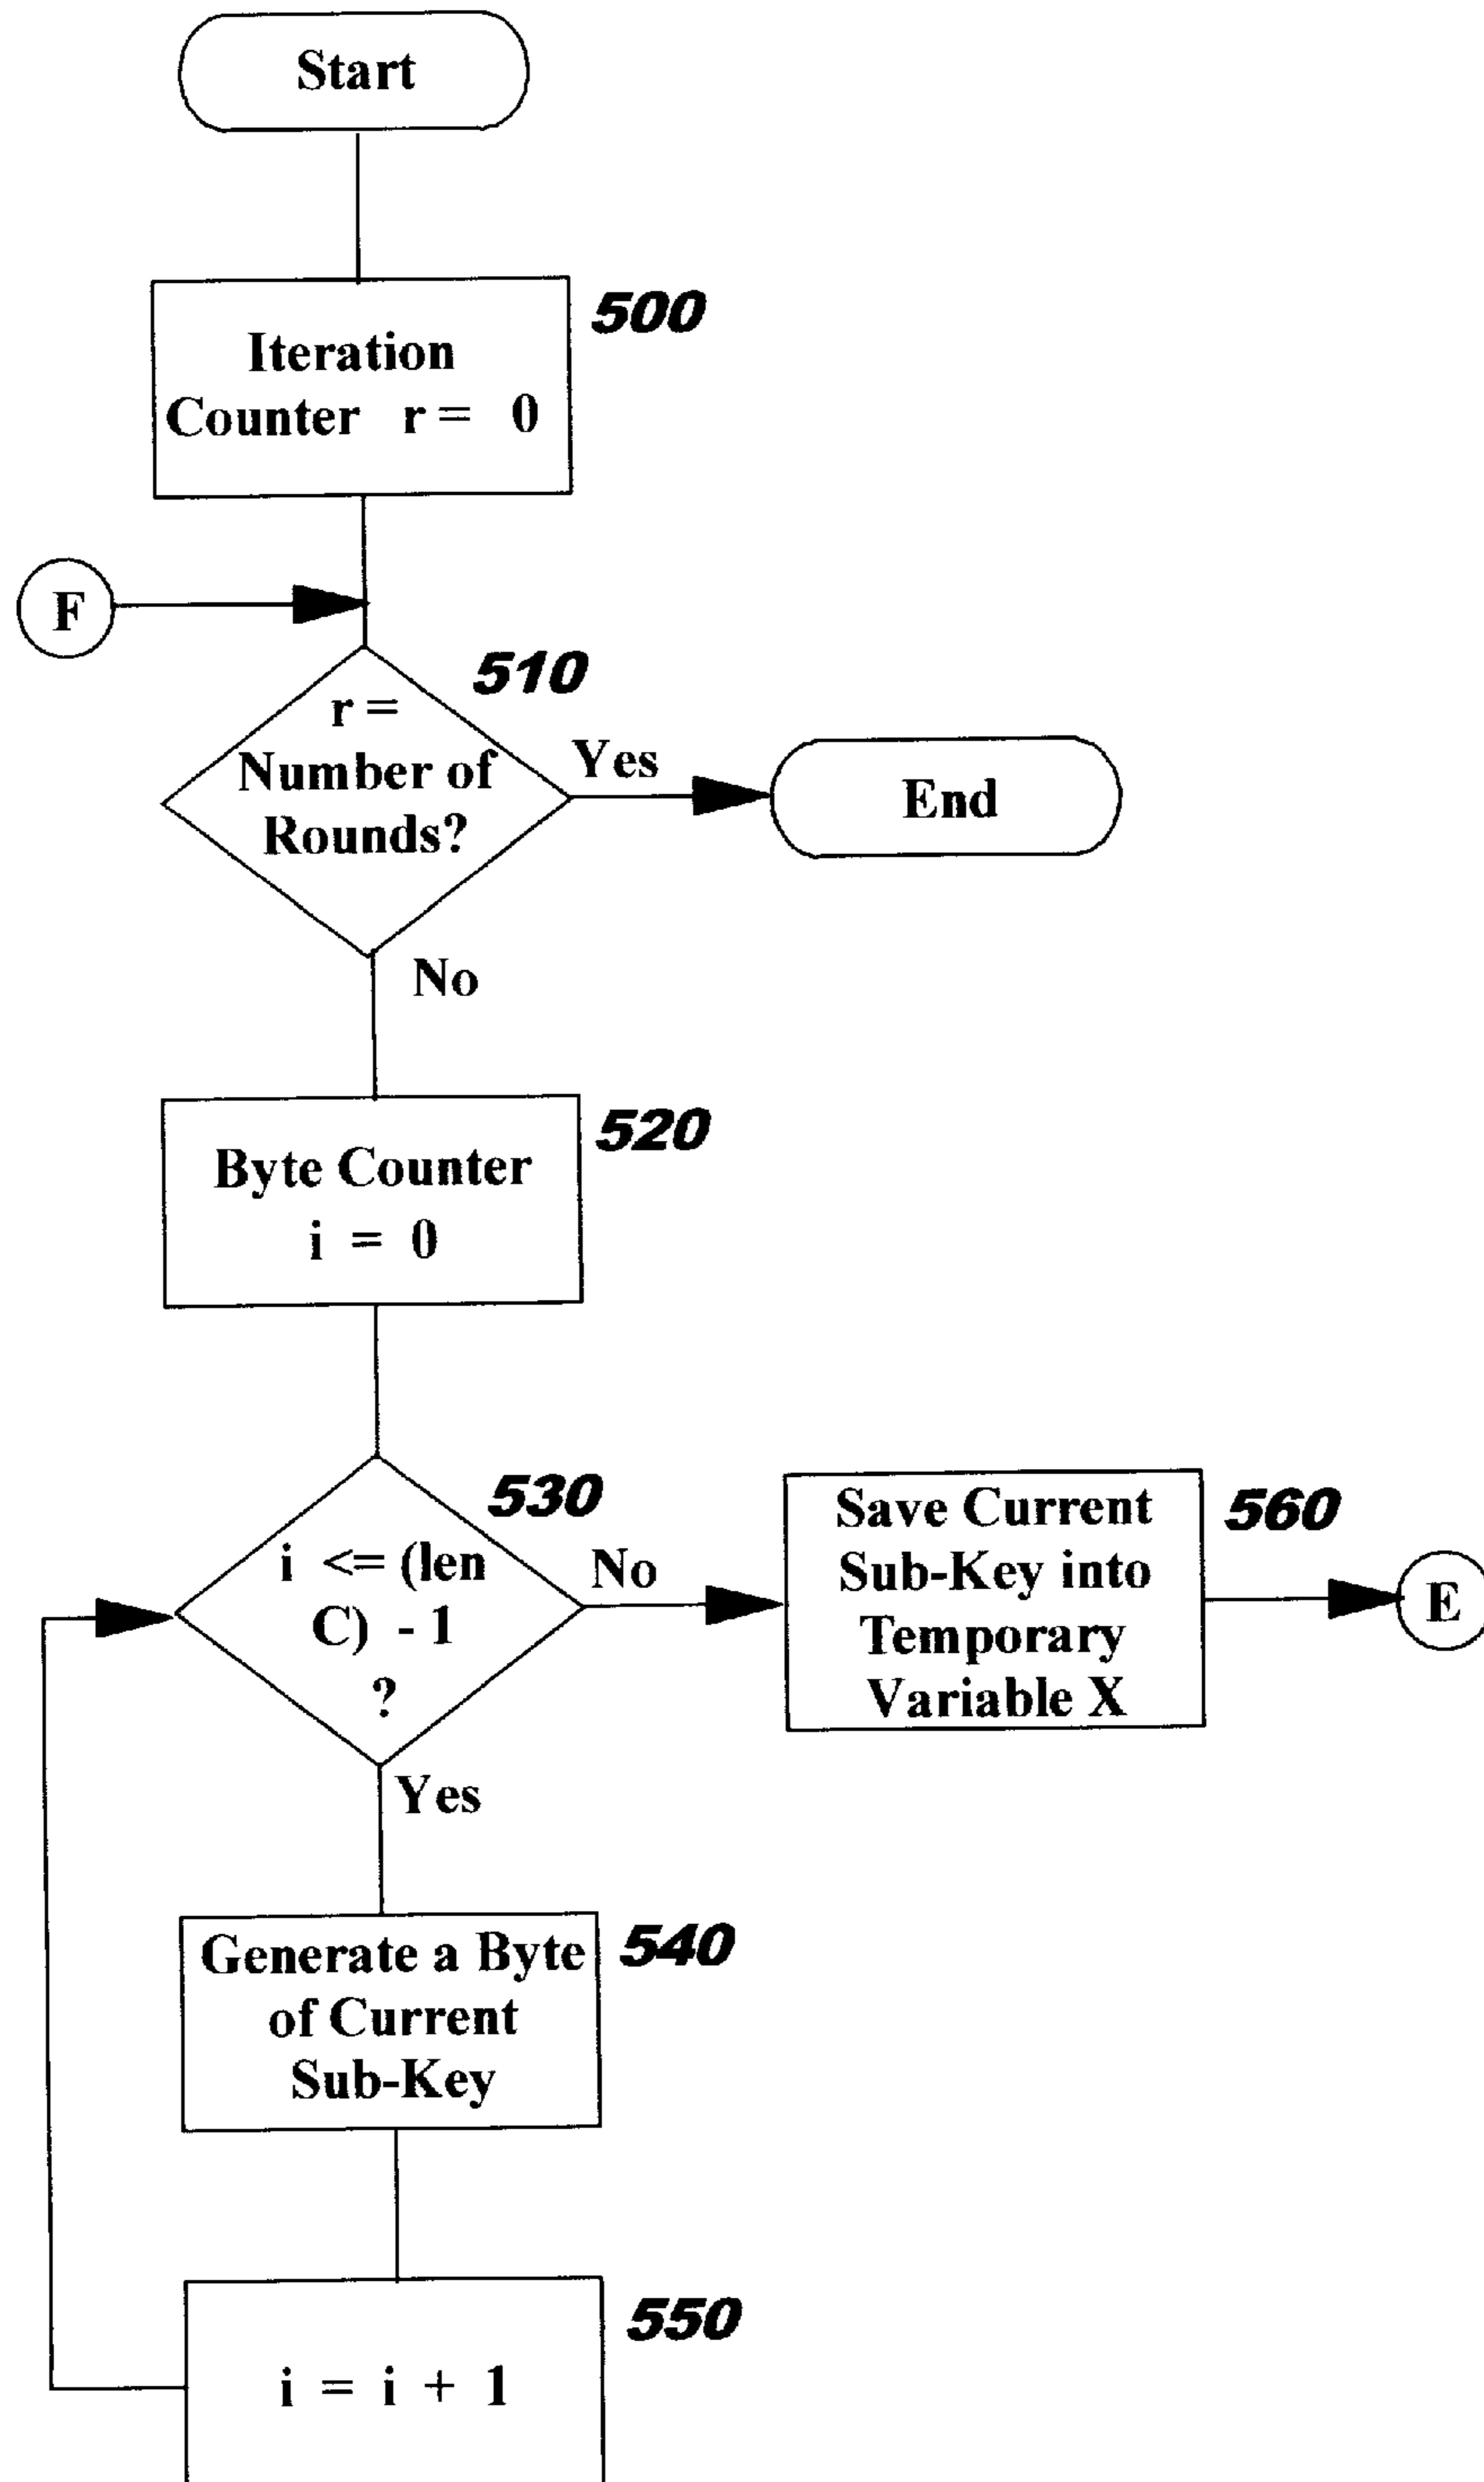 Start
500
Iteration
Counter r = 0
F
510
r =
Number of
Rounds?
Yes
End
No
520
Byte Counter
i = 0
530
i <= (len
C) - 1
?
No
Save Current
Sub-Key into
Temporary
Variable X
560
E
Yes
Generate a Byte
of Current
Sub-Key
540
550
i = i + 1